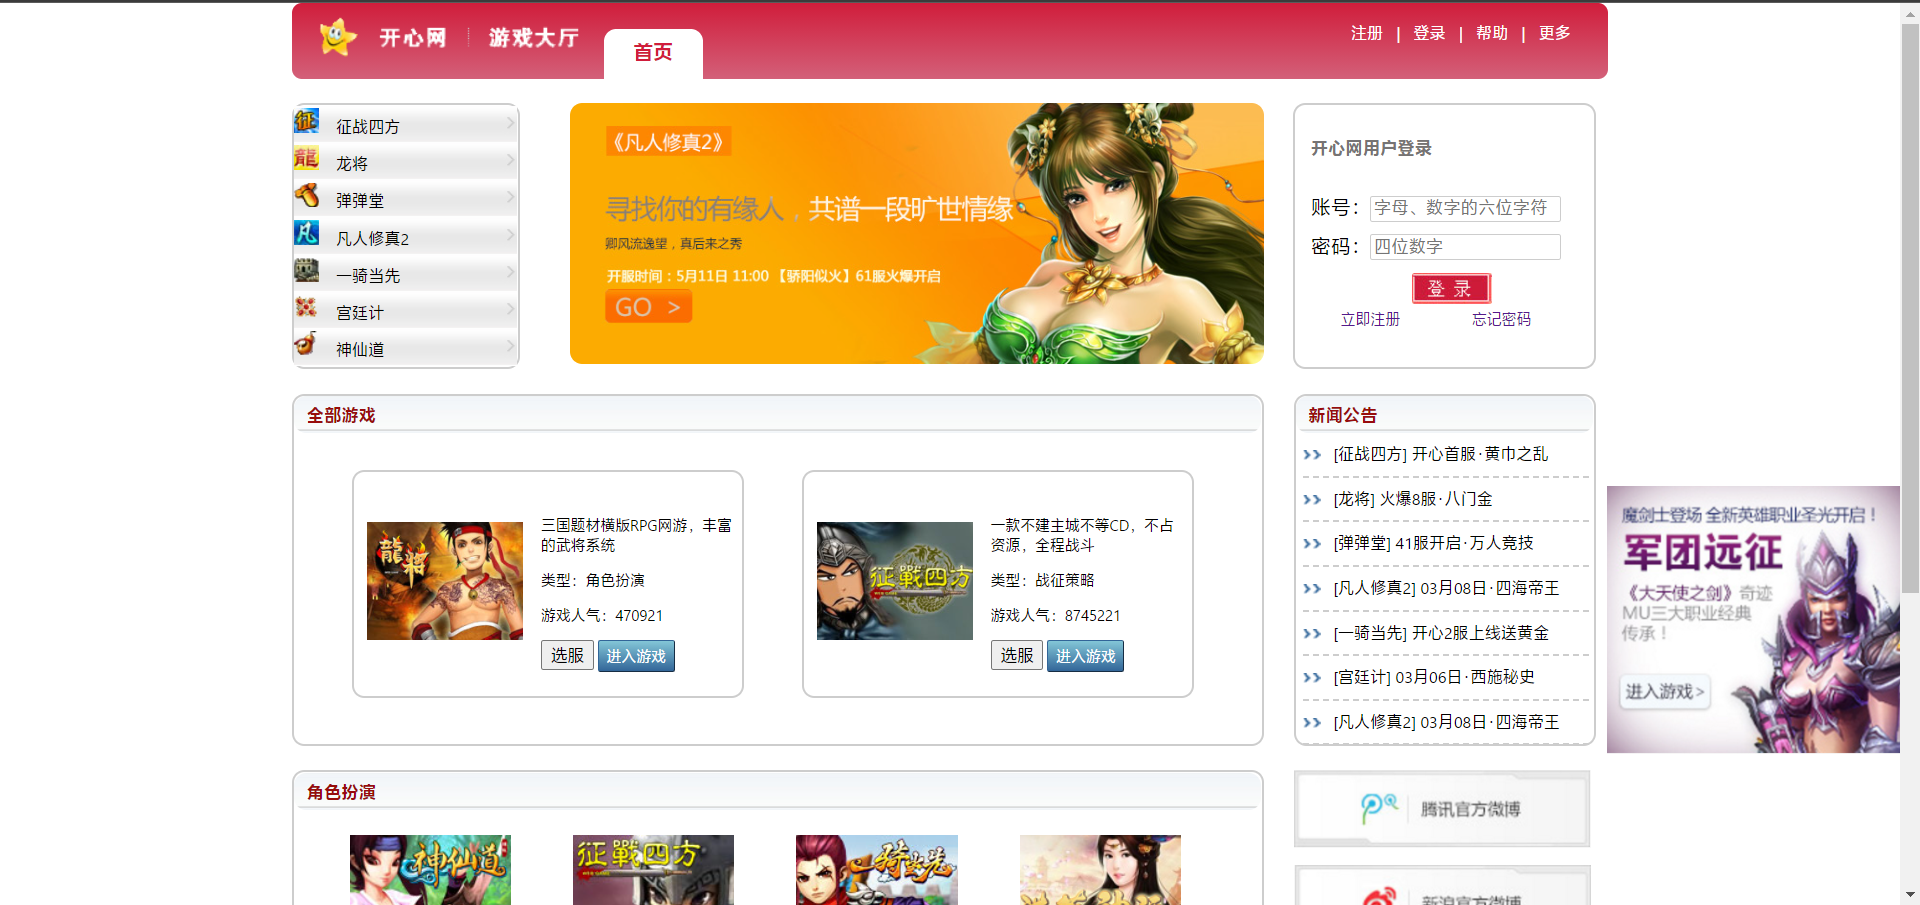 开心网
游戏大厅
首页
注册 | 登录 | 帮助 | 更多
征战四方
龙将
弹弹堂
凡人修真2
一骑当先
宫廷计
神仙道
《凡人修真2》
寻找你的有缘人，共谱一段旷世情缘
卿风流逸望，真后来之秀
开服时间：5月11日 11:00 【骄阳似火】61服火爆开启
GO >
开心网用户登录
账号：字母、数字的六位字符
密码：四位数字
登 录
立即注册 忘记密码
全部游戏
龍將
三国题材横版RPG网游，丰富
的武将系统
类型：角色扮演
游戏人气：470921
选服 进入游戏
征戰四方
一款不建主城不等CD，不占
资源，全程战斗
类型：战征策略
游戏人气：8745221
选服 进入游戏
新闻公告
[征战四方] 开心首服·黄巾之乱
[龙将] 火爆8服·八门金
[弹弹堂] 41服开启·万人竞技
[凡人修真2] 03月08日·四海帝王
[一骑当先] 开心2服上线送黄金
[宫廷计] 03月06日·西施秘史
[凡人修真2] 03月08日·四海帝王
魔剑士登场 全新英雄职业圣光开启！
军团远征
《大天使之剑》奇迹
MU三大职业经典
传承！
进入游戏>
角色扮演
神仙道
征戰四方
一骑当先
腾讯官方微博
新浪官方微博